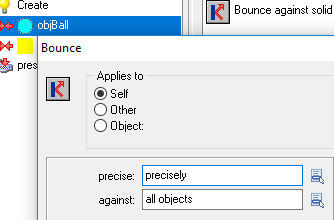 Create
objBall
pres
Bounce against solid
Bounce
Applies to
Self
Other
Object:
precise: precisely
against: all objects